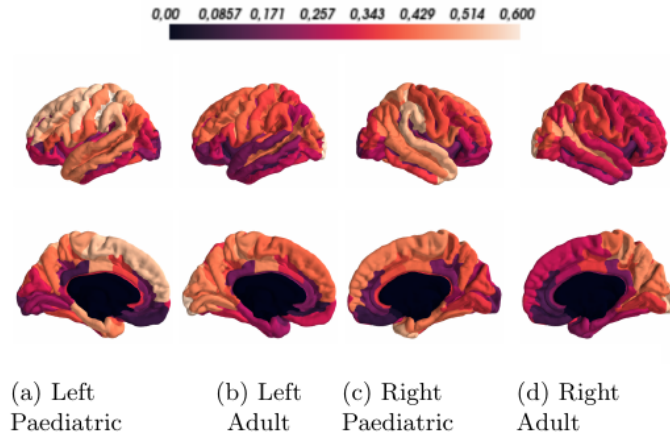 0,00 0,0857 0,171 0,257 0,343 0,429 0,514 0,600
(a) Left Paediatric
(b) Left Adult
(c) Right Paediatric
(d) Right Adult